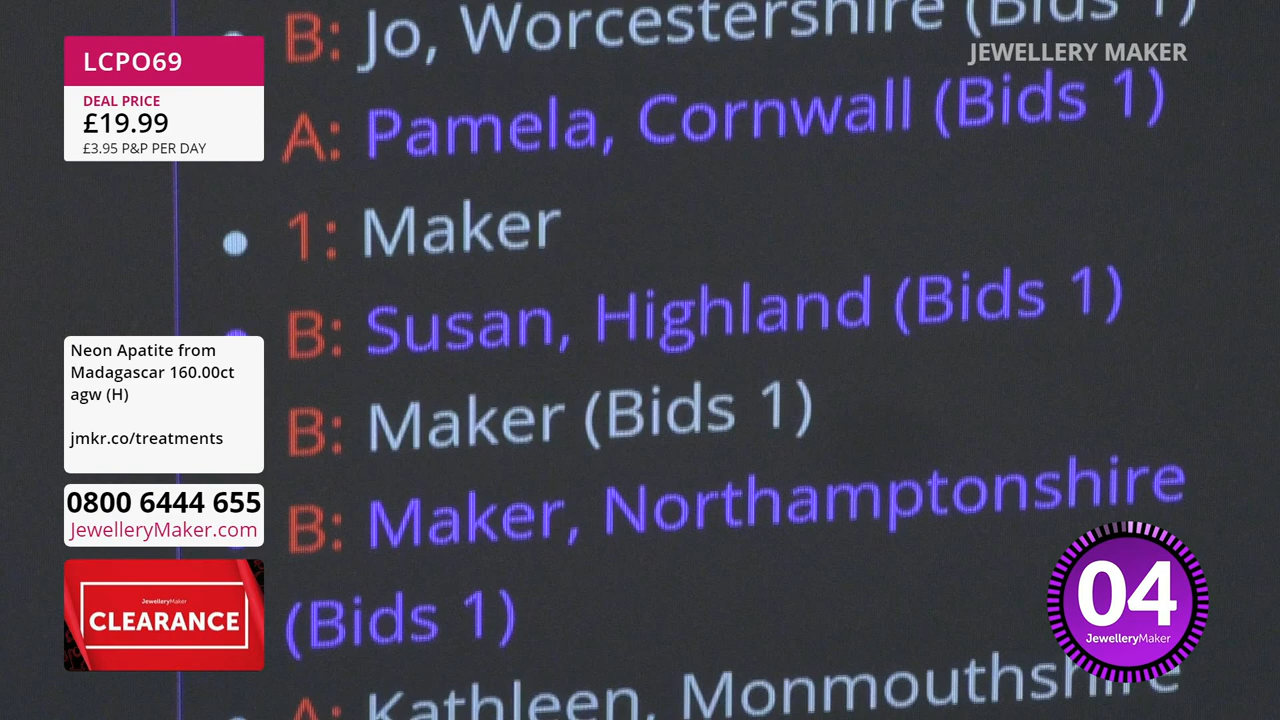 B: Jo, Worcestershire (Bids 1)
JEWELLERY MAKER
LCPO69
DEAL PRICE
£19.99
£3.95 P&P PER DAY
A: Pamela, Cornwall (Bids 1)
1: Maker
B: Susan, Highland (Bids 1)
Neon Apatite from
Madagascar 160.00ct
agw (H)
jmkr.co/treatments
B: Maker (Bids 1)
B: Maker, Northamptonshire
(Bids 1)
0800 6444 655
JewelleryMaker.com
JewelleryMaker
CLEARANCE
04
JewelleryMaker
A: Kathleen, Monmouthshire